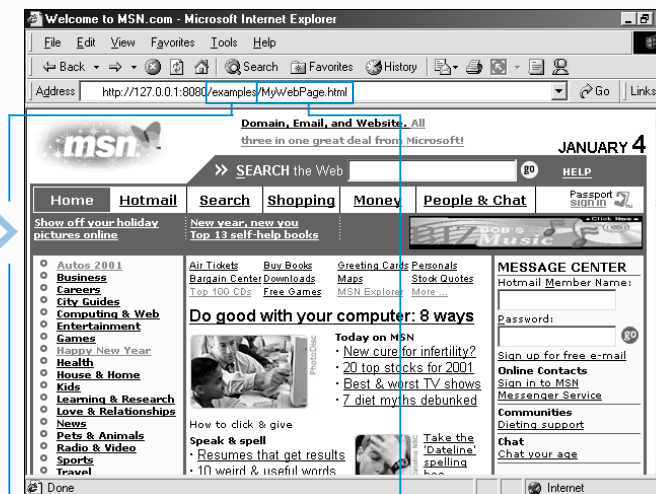 Welcome to MSN.com - Microsoft Internet Explorer
File Edit View Favorites Tools Help
Back Search Favorites History
Address http://127.0.0.1:8080/examples/MyWebPage.html Go Links
msn
Domain, Email, and Website. All
three in one great deal from Microsoft!
JANUARY 4
>> SEARCH the Web go HELP
Home Hotmail Search Shopping Money People & Chat Passport sign in
Show off your holiday
pictures online
New year, new you
Top 13 self-help books
Click Here
BOB'S
Music
Autos 2001
Business
Careers
City Guides
Computing & Web
Entertainment
Games
Happy New Year
Health
House & Home
Kids
Learning & Research
Love & Relationships
News
Pets & Animals
Radio & Video
Sports
Travel
Air Tickets Buy Books Greeting Cards Personals
Bargain Center Downloads Maps Stock Quotes
Top 100 CDs Free Games MSN Explorer More ...
Do good with your computer: 8 ways
PhotoDisc
Today on MSN
· New cure for infertility?
· 20 top stocks for 2001
· Best & worst TV shows
· 7 diet myths debunked
How to click & give
Speak & spell
· Resumes that get results
· 10 weird & useful words
Dateline NBC
Take the
'Dateline'
spelling
bee
MESSAGE CENTER
Hotmail Member Name:
Password:
go
Sign up for free e-mail
Online Contacts
Sign in to MSN
Messenger Service
Communities
Dieting support
Chat
Chat your age
Done Internet